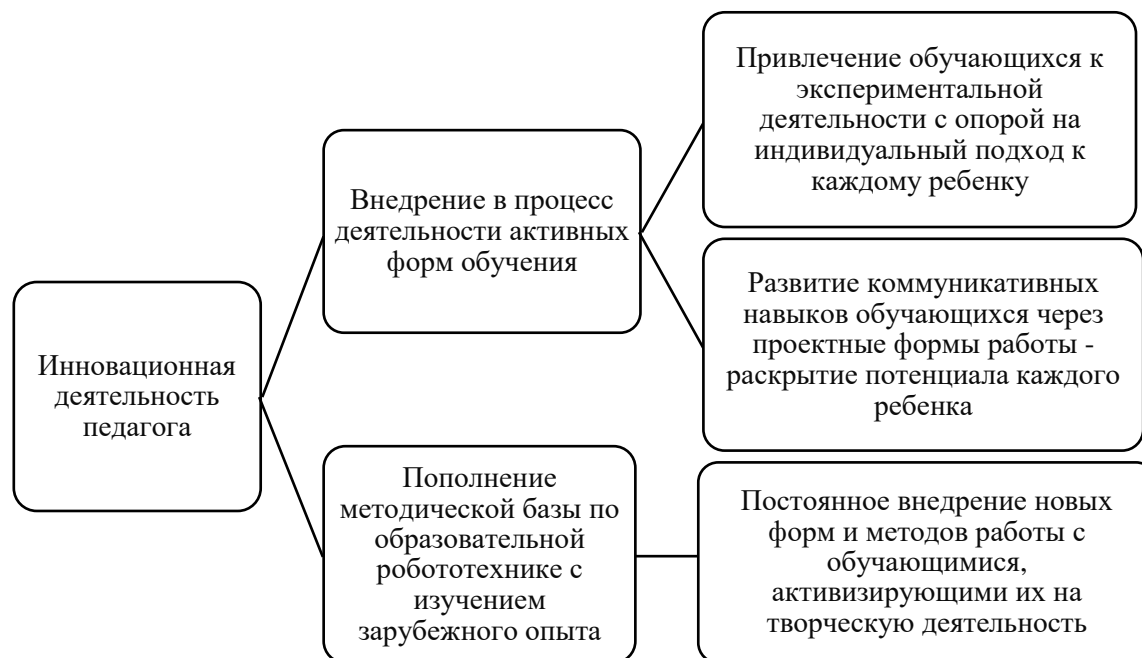 Инновационная
деятельность
педагога
Внедрение в процесс
деятельности активных
форм обучения
Привлечение обучающихся к
экспериментальной
деятельности с опорой на
индивидуальный подход к
каждому ребенку
Развитие коммуникативных
навыков обучающихся через
проектные формы работы -
раскрытие потенциала каждого
ребенка
Пополнение
методической базы по
образовательной
робототехнике с
изучением
зарубежного опыта
Постоянное внедрение новых
форм и методов работы с
обучающимися,
активизирующими их на
творческую деятельность